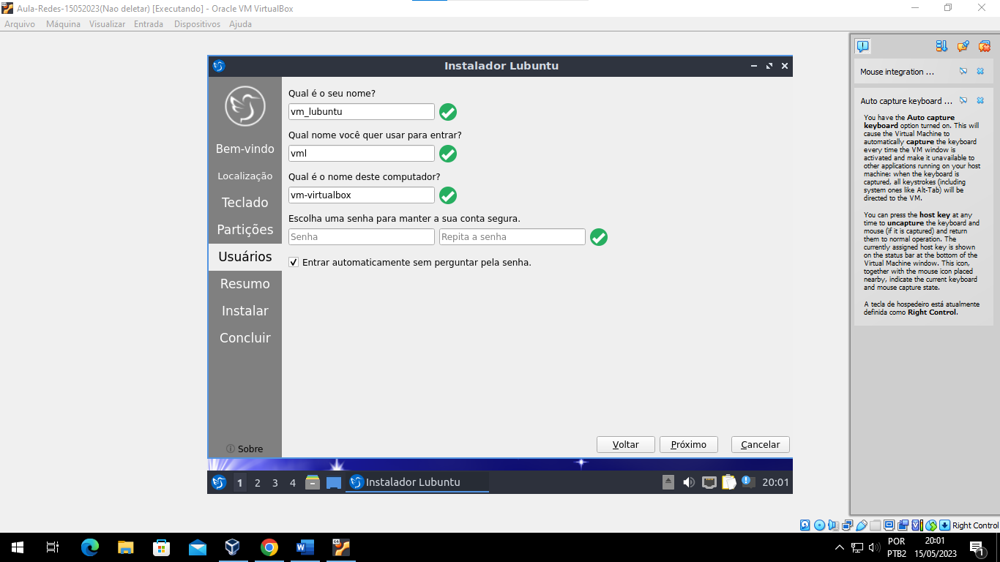 Aula-Redes-15052023(Nao deletar) [Executando] - Oracle VM VirtualBox
Arquivo Máquina Visualizar Entrada Dispositivos Ajuda
Instalador Lubuntu
Bem-vindo
Localização
Teclado
Partições
Usuários
Resumo
Instalar
Concluir
Sobre
Qual é o seu nome?
vm_lubuntu
Qual nome você quer usar para entrar?
vml
Qual é o nome deste computador?
vm-virtualbox
Escolha uma senha para manter a sua conta segura.
Senha Repita a senha
Entrar automaticamente sem perguntar pela senha.
Voltar Próximo Cancelar
1 2 3 4 Instalador Lubuntu 20:01
Mouse integration ...
Auto capture keyboard ...
You have the Auto capture
keyboard option turned on. This will
cause the Virtual Machine to
automatically capture the keyboard
every time the VM window is
activated and make it unavailable to
other applications running on your host
machine: when the keyboard is
captured, all keystrokes (including
system ones like Alt-Tab) will be
directed to the VM.
You can press the host key at any
time to uncapture the keyboard and
mouse (if it is captured) and return
them to normal operation. The
currently assigned host key is shown
on the status bar at the bottom of the
Virtual Machine window. This icon,
together with the mouse icon placed
nearby, indicate the current keyboard
and mouse capture state.
A tecla de hospedeiro está atualmente
definida como Right Control.
Right Control
POR
PTB2
20:01
15/05/2023
1